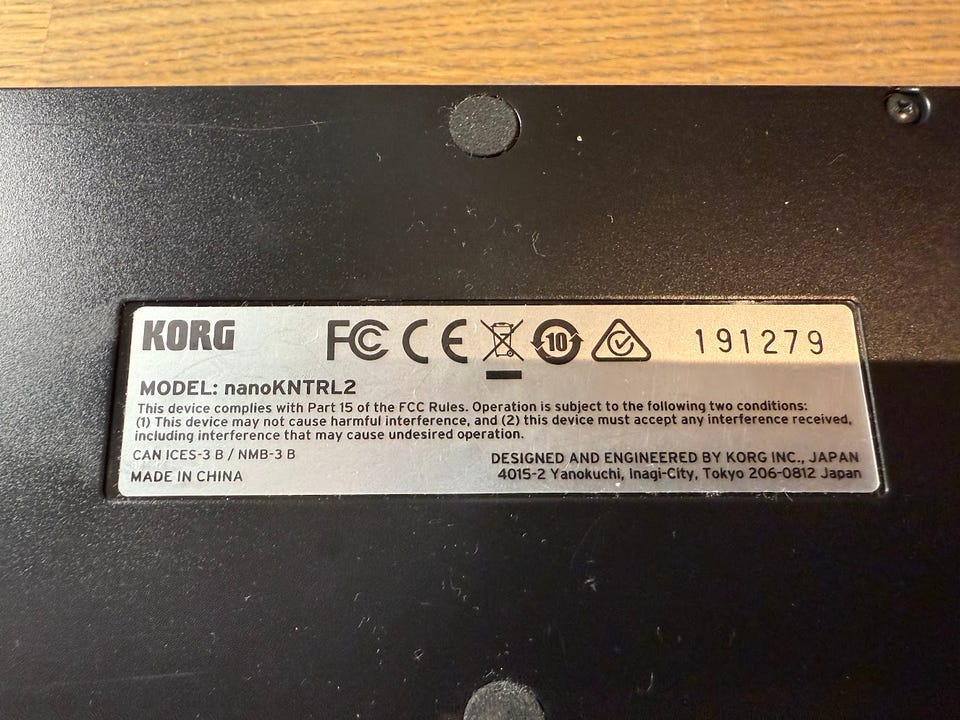 KORG
FC CE 10 191279
MODEL: nanoKNTRL2
This device complies with Part 15 of the FCC Rules. Operation is subject to the following two conditions:
(1) This device may not cause harmful interference, and (2) this device must accept any interference received,
including interference that may cause undesired operation.
CAN ICES-3 B / NMB-3 B
MADE IN CHINA
DESIGNED AND ENGINEERED BY KORG INC., JAPAN
4015-2 Yanokuchi, Inagi-City, Tokyo 206-0812 Japan